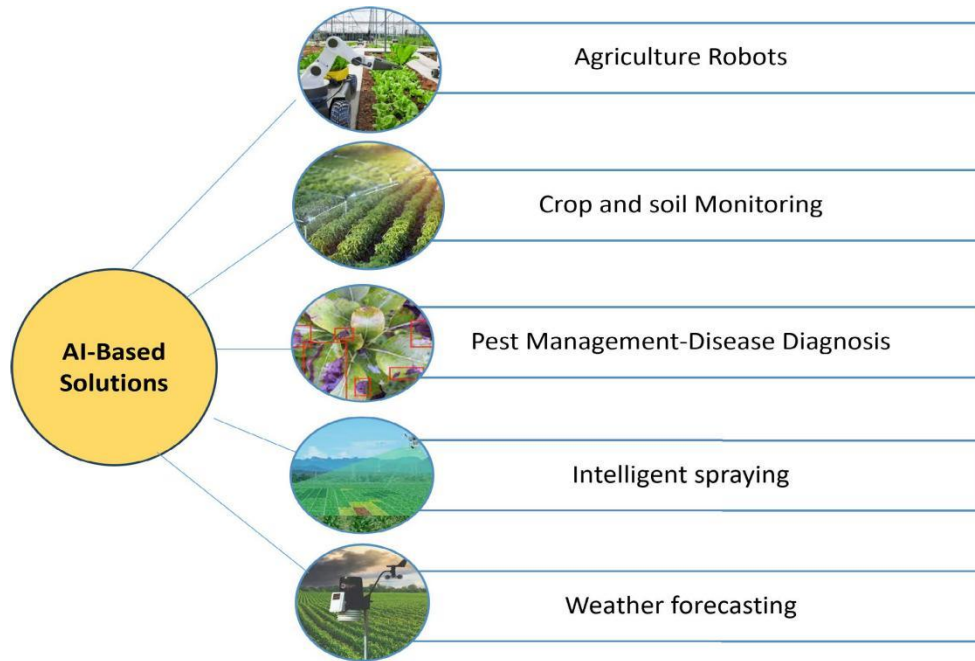 Agriculture Robots
Crop and soil Monitoring
AI-Based
Solutions
Pest Management-Disease Diagnosis
Intelligent spraying
Weather forecasting